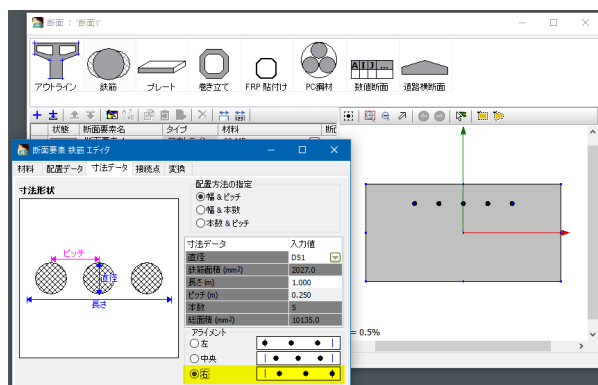 断面 : '断面1'
アウトライン 鉄筋 プレート 巻き立て FRP 貼付け PC鋼材 数値断面 道路横断面
状態 断面要素名 タイプ 材料
断面要素 鉄筋 エディタ
材料 配置データ 寸法データ 接続点 変換
寸法形状
配置方法の指定
幅 & ピッチ
幅 & 本数
本数 & ピッチ
ピッチ
直径
長さ
寸法データ 入力値
直径 D51
鉄筋面積 (mm2) 2027.0
長さ (m) 1.000
ピッチ (m) 0.250
本数 5
総面積 (mm2) 10135.0
アライメント
左
中央
右
= 0.5%